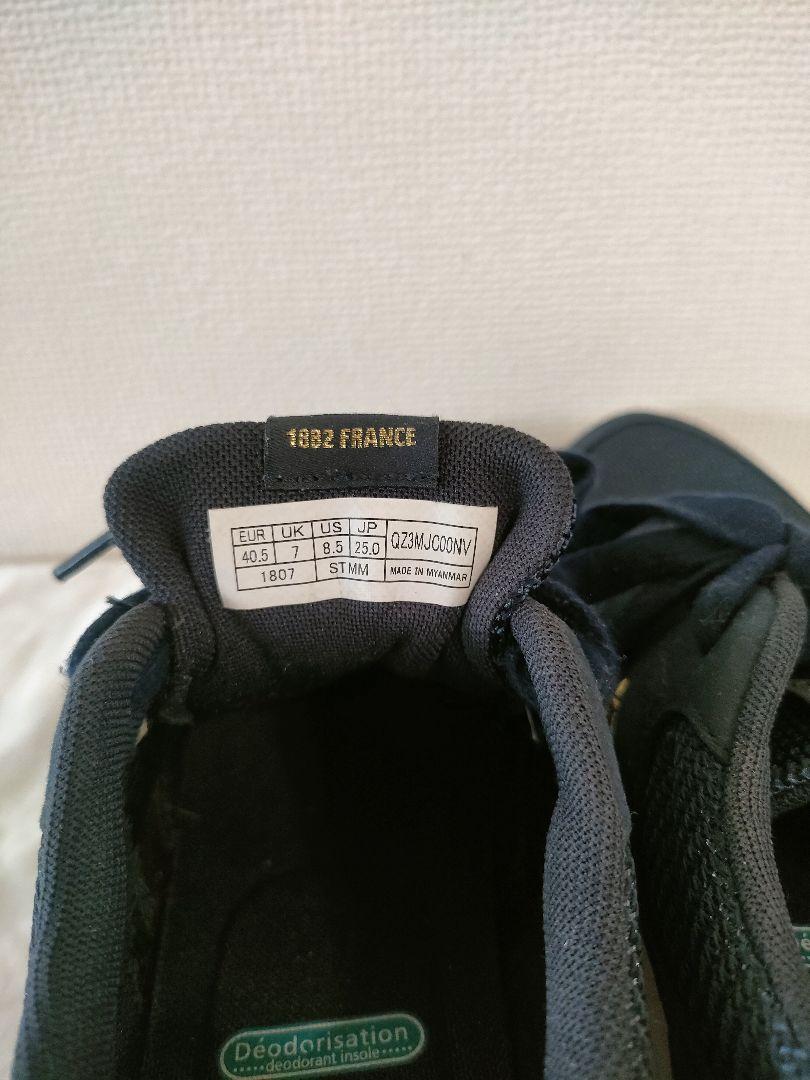 1882 FRANCE
EUR UK US JP QZ3MJC00NV
40.5 7 8.5 25.0
1807 STMM MADE IN MYANMAR
Déodorisation
deodorant insole